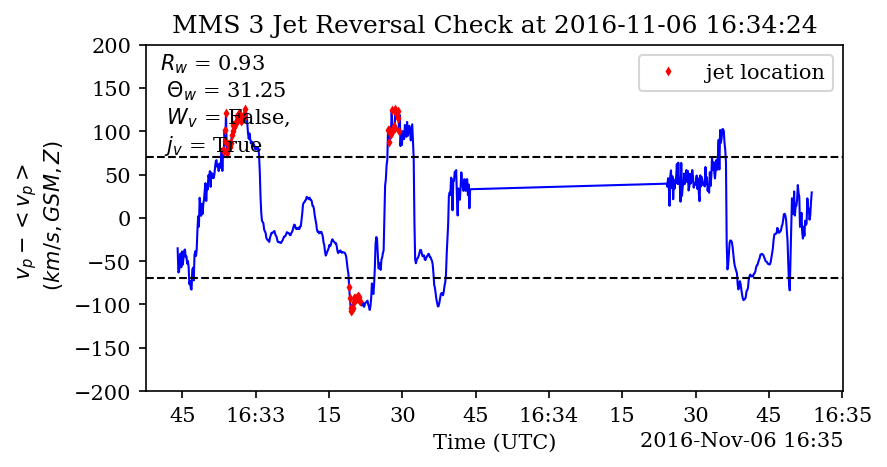 MMS 3 Jet Reversal Check at 2016-11-06 16:34:24
R_w = 0.93
Θ_w = 31.25
W_v = False,
j_v = True
jet location
200
150
100
50
0
−50
−100
−150
−200
v_p − < v_p >
(km/s, GSM, Z)
45 16:33 15 30 45 16:34 15 30 45 16:35
Time (UTC)
2016-Nov-06 16:35